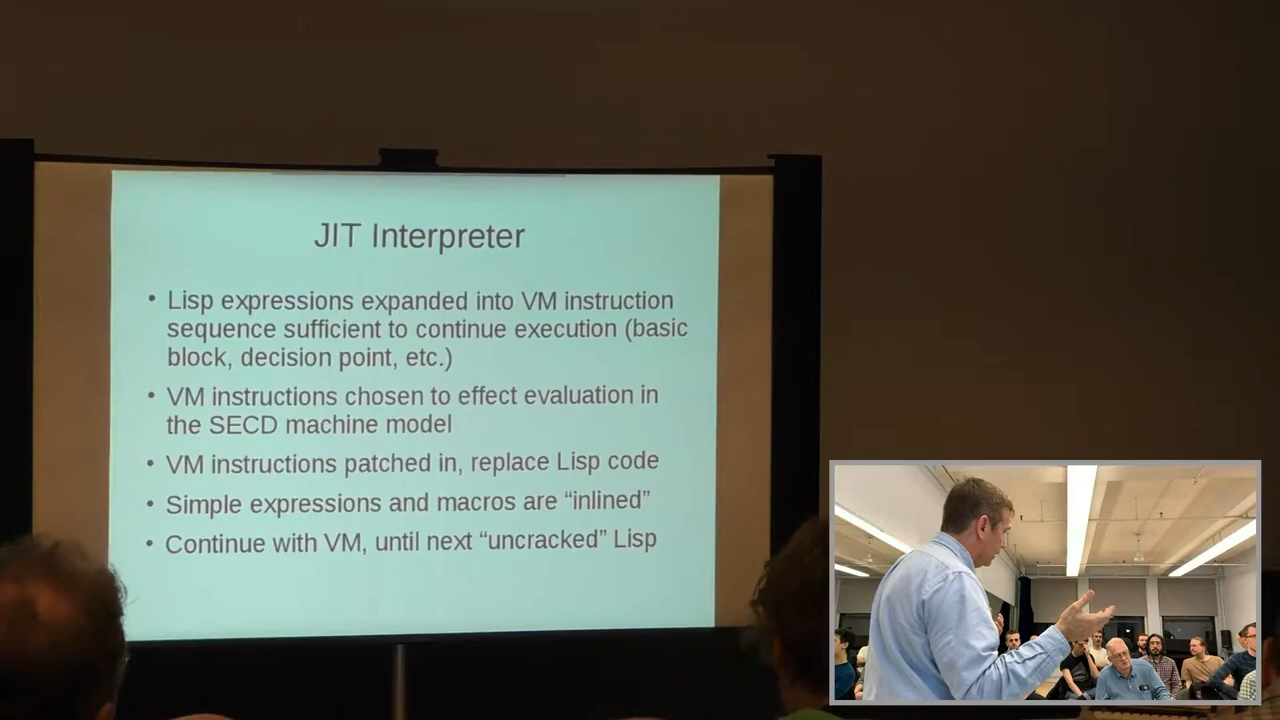 JIT Interpreter
• Lisp expressions expanded into VM instruction
sequence sufficient to continue execution (basic
block, decision point, etc.)
• VM instructions chosen to effect evaluation in
the SECD machine model
• VM instructions patched in, replace Lisp code
• Simple expressions and macros are “inlined”
• Continue with VM, until next “uncracked” Lisp